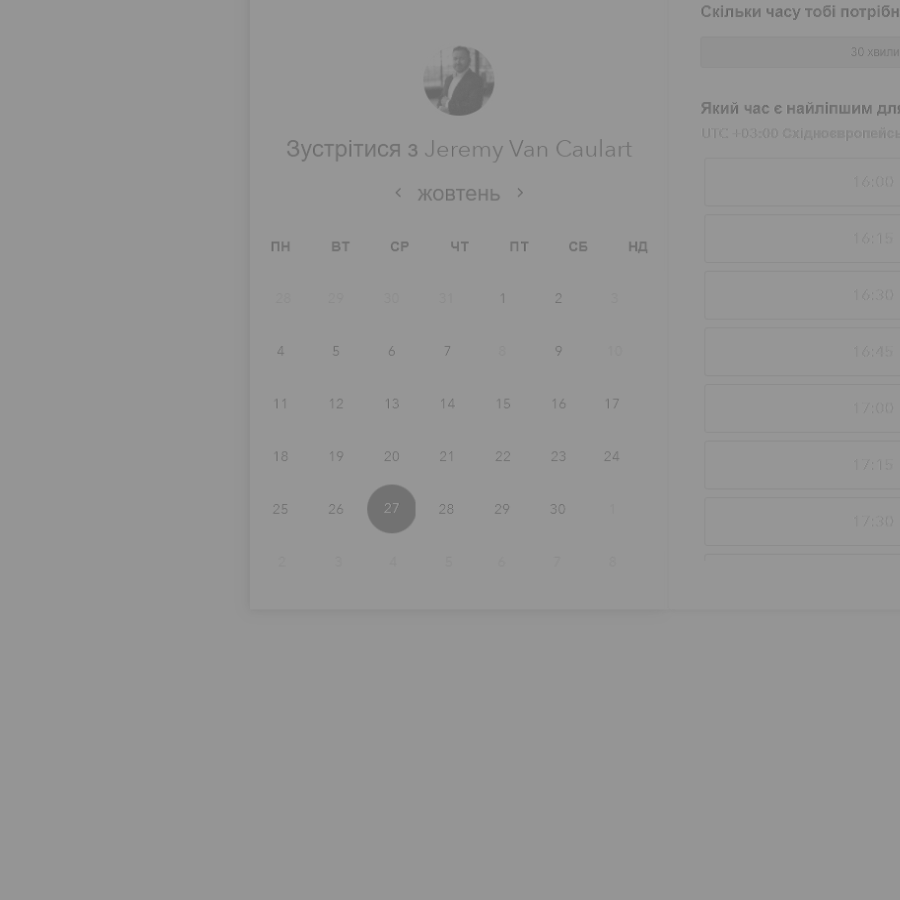 Скільки часу тобі потрібн
30 хвили
Який час є найліпшим для
UTC +03:00 Східноєвропейсь
16:00
16:15
16:30
16:45
17:00
17:15
17:30
Зустрітися з Jeremy Van Caulart
жовтень
ПН ВТ СР ЧТ ПТ СБ НД
28 29 30 31 1 2 3
4 5 6 7 8 9 10
11 12 13 14 15 16 17
18 19 20 21 22 23 24
25 26 27 28 29 30 1
2 3 4 5 6 7 8